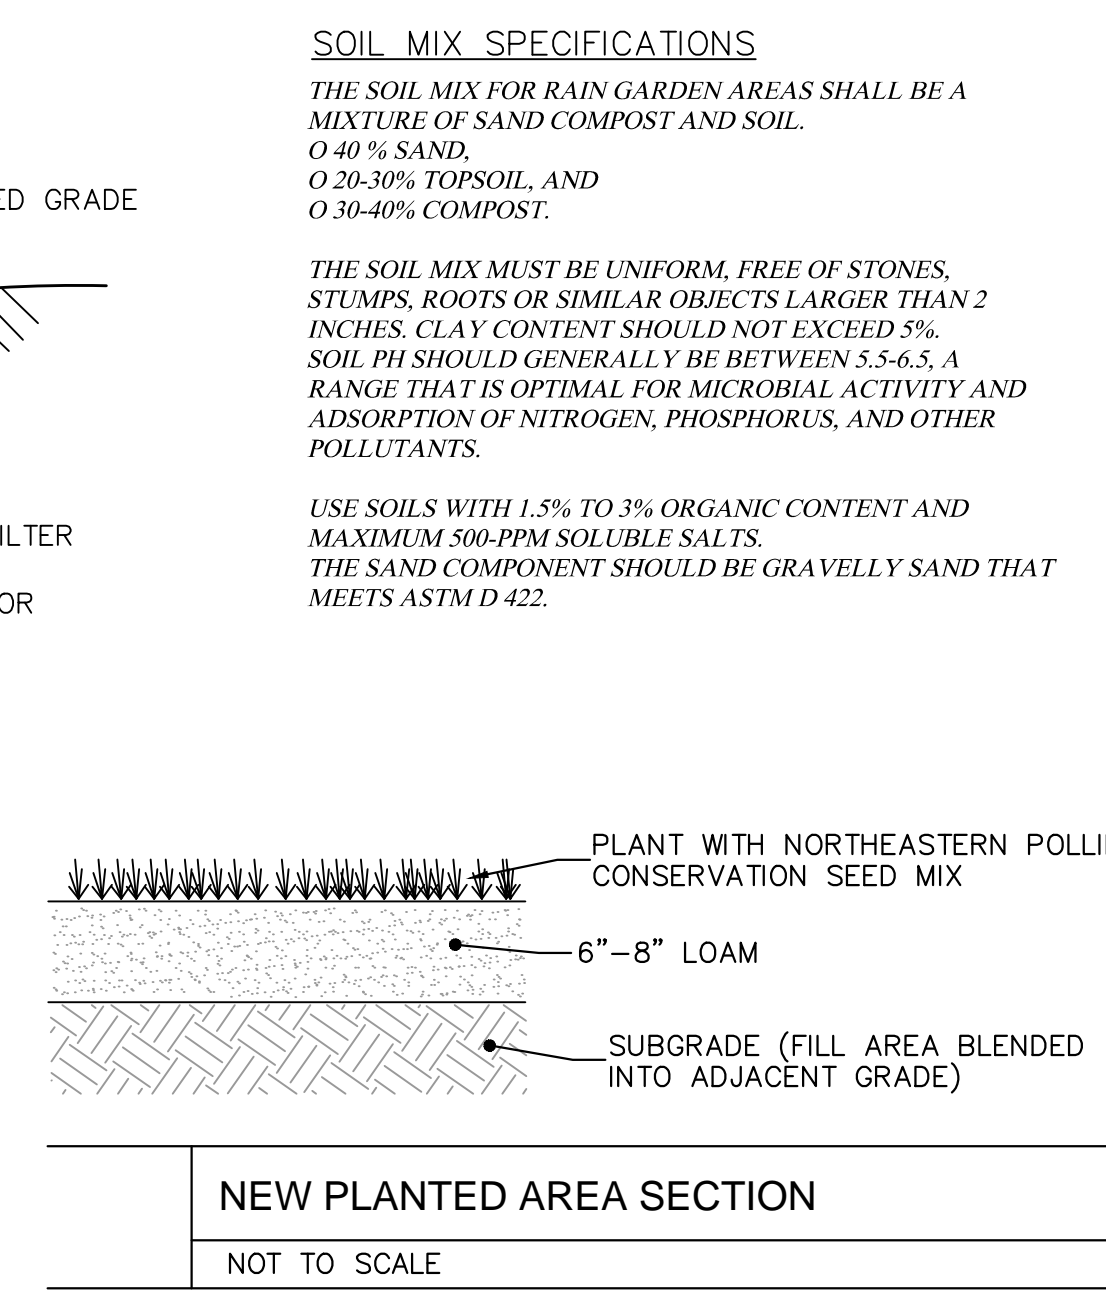 SOIL MIX SPECIFICATIONS
THE SOIL MIX FOR RAIN GARDEN AREAS SHALL BE A
MIXTURE OF SAND COMPOST AND SOIL.
O 40 % SAND,
O 20-30% TOPSOIL, AND
O 30-40% COMPOST.
THE SOIL MIX MUST BE UNIFORM, FREE OF STONES,
STUMPS, ROOTS OR SIMILAR OBJECTS LARGER THAN 2
INCHES. CLAY CONTENT SHOULD NOT EXCEED 5%.
SOIL PH SHOULD GENERALLY BE BETWEEN 5.5-6.5, A
RANGE THAT IS OPTIMAL FOR MICROBIAL ACTIVITY AND
ADSORPTION OF NITROGEN, PHOSPHORUS, AND OTHER
POLLUTANTS.
USE SOILS WITH 1.5% TO 3% ORGANIC CONTENT AND
MAXIMUM 500-PPM SOLUBLE SALTS.
THE SAND COMPONENT SHOULD BE GRAVELLY SAND THAT
MEETS ASTM D 422.
ED GRADE
ILTER
OR
PLANT WITH NORTHEASTERN POLLI
CONSERVATION SEED MIX
6”–8” LOAM
SUBGRADE (FILL AREA BLENDED
INTO ADJACENT GRADE)
NEW PLANTED AREA SECTION
NOT TO SCALE